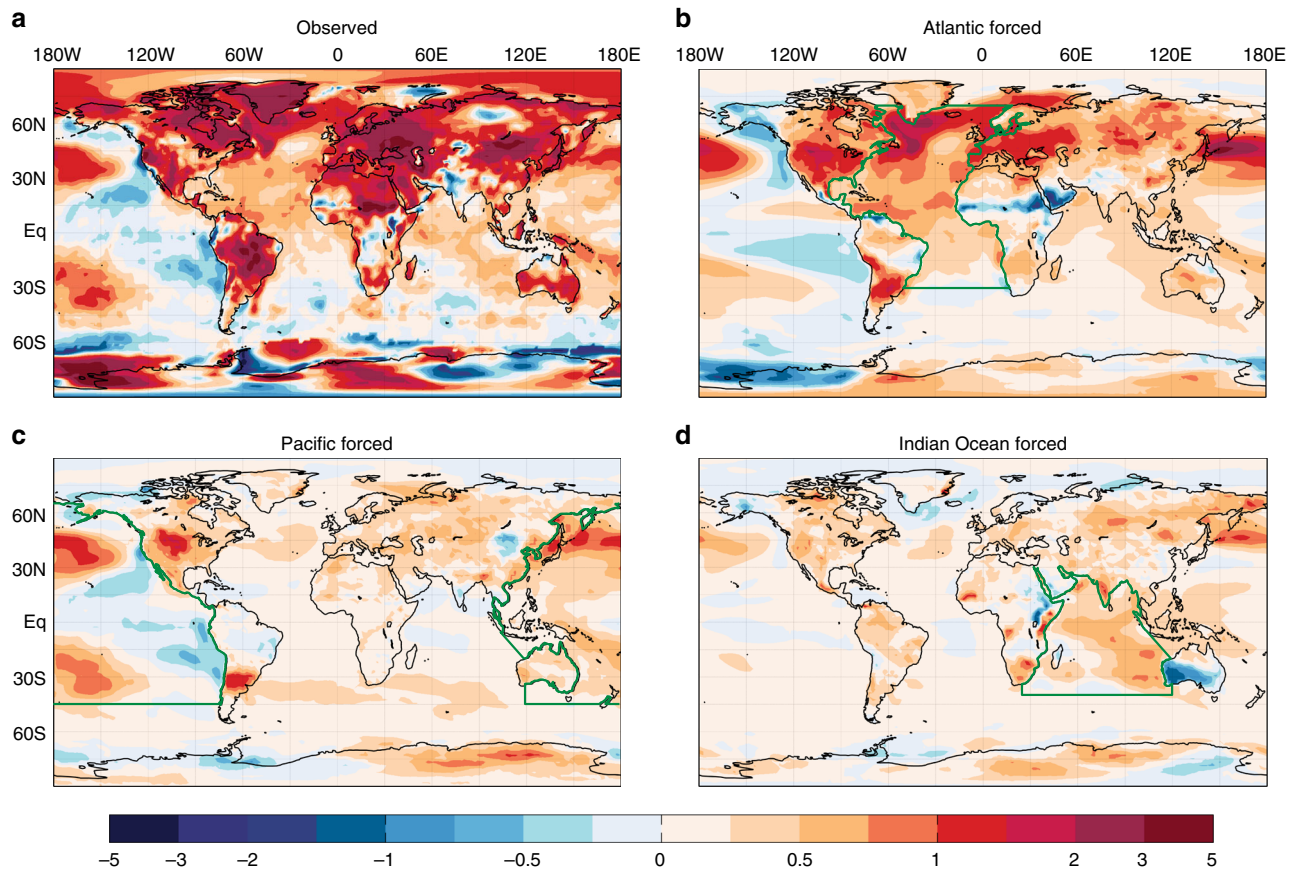 a
b
Observed
Atlantic forced
180W 120W 60W 0 60E 120E 180E
180W 120W 60W 0 60E 120E 180E
60N
30N
Eq
30S
60S
c
d
Pacific forced
Indian Ocean forced
60N
30N
Eq
30S
60S
–5 –3 –2 –1 –0.5 0 0.5 1 2 3 5